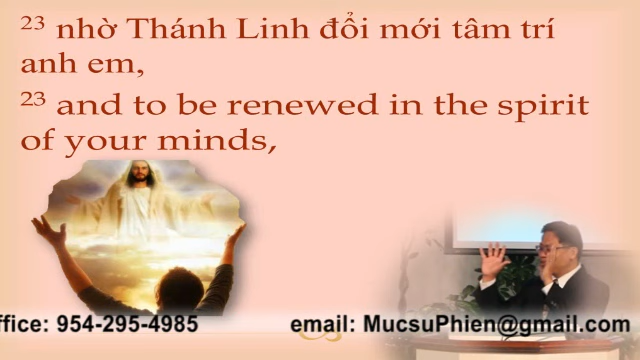 23 nhờ Thánh Linh đổi mới tâm trí
anh em,
23 and to be renewed in the spirit
of your minds,
ffice: 954-295-4985 email: MucsuPhien@gmail.com